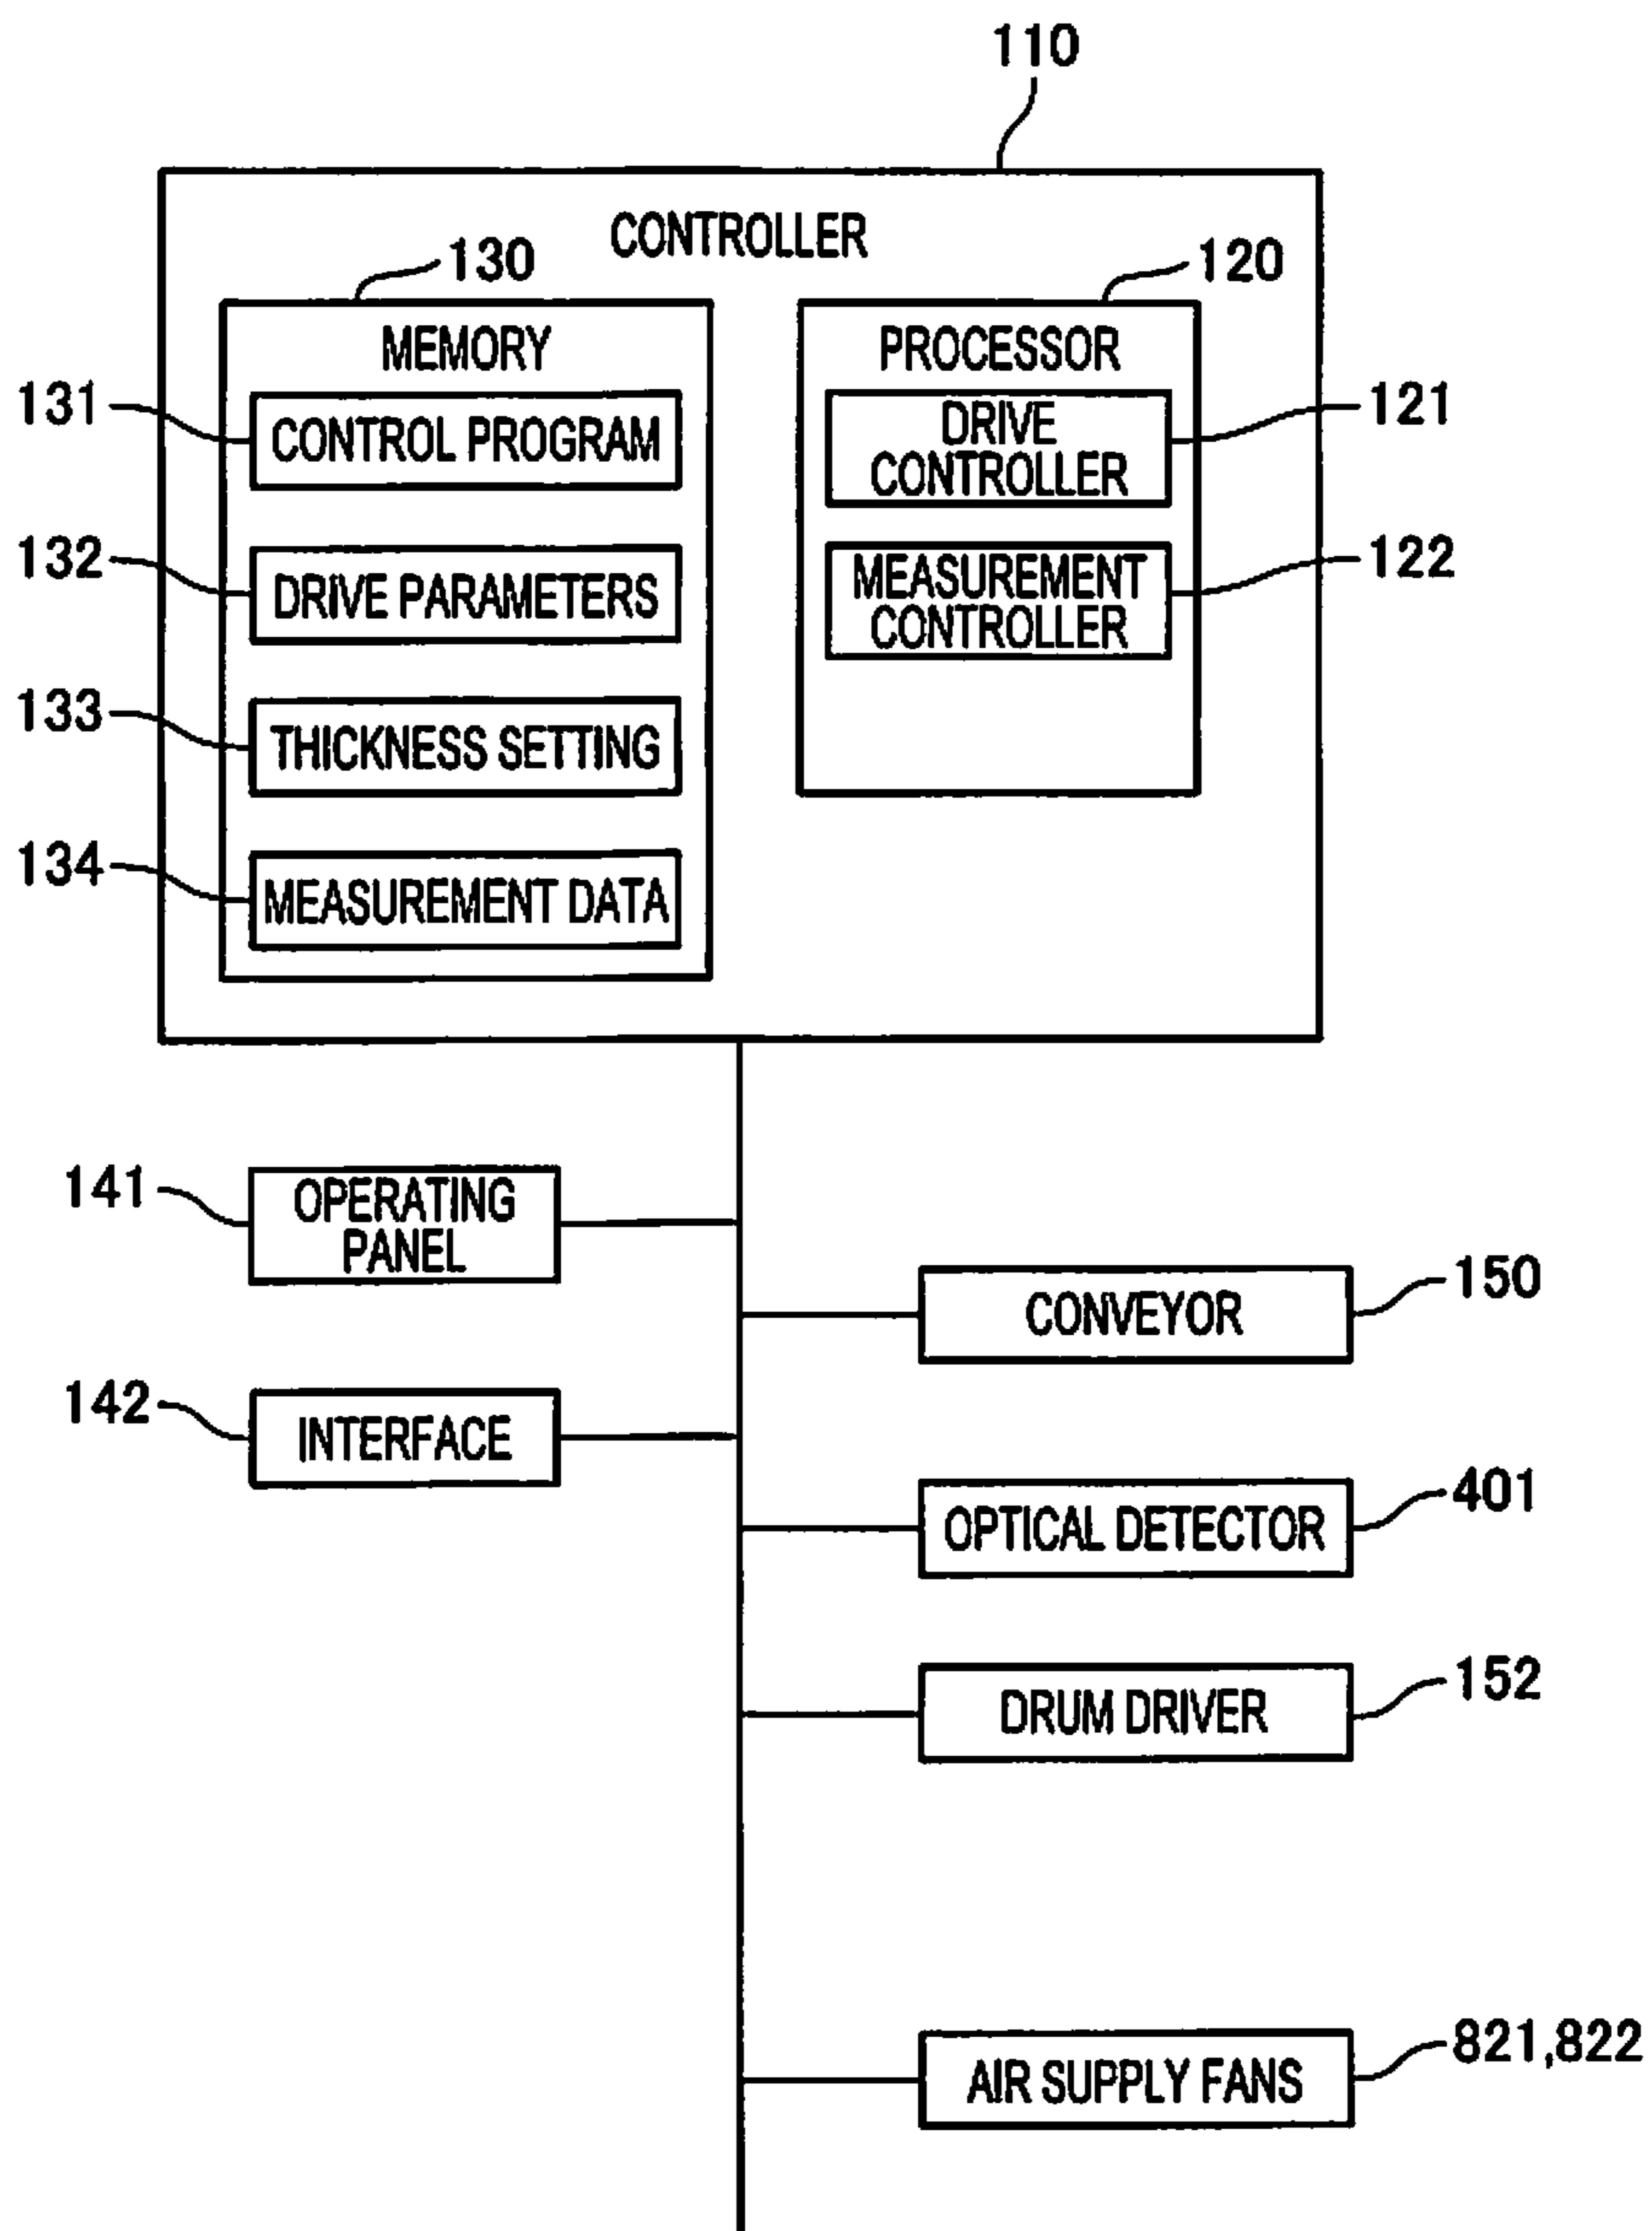 110
CONTROLLER
130
120
MEMORY
PROCESSOR
131
CONTROL PROGRAM
DRIVE
CONTROLLER
121
132
DRIVE PARAMETERS
MEASUREMENT
CONTROLLER
122
133
THICKNESS SETTING
134
MEASUREMENT DATA
141
OPERATING
PANEL
150
CONVEYOR
142
INTERFACE
401
OPTICAL DETECTOR
152
DRUM DRIVER
821,822
AIR SUPPLY FANS